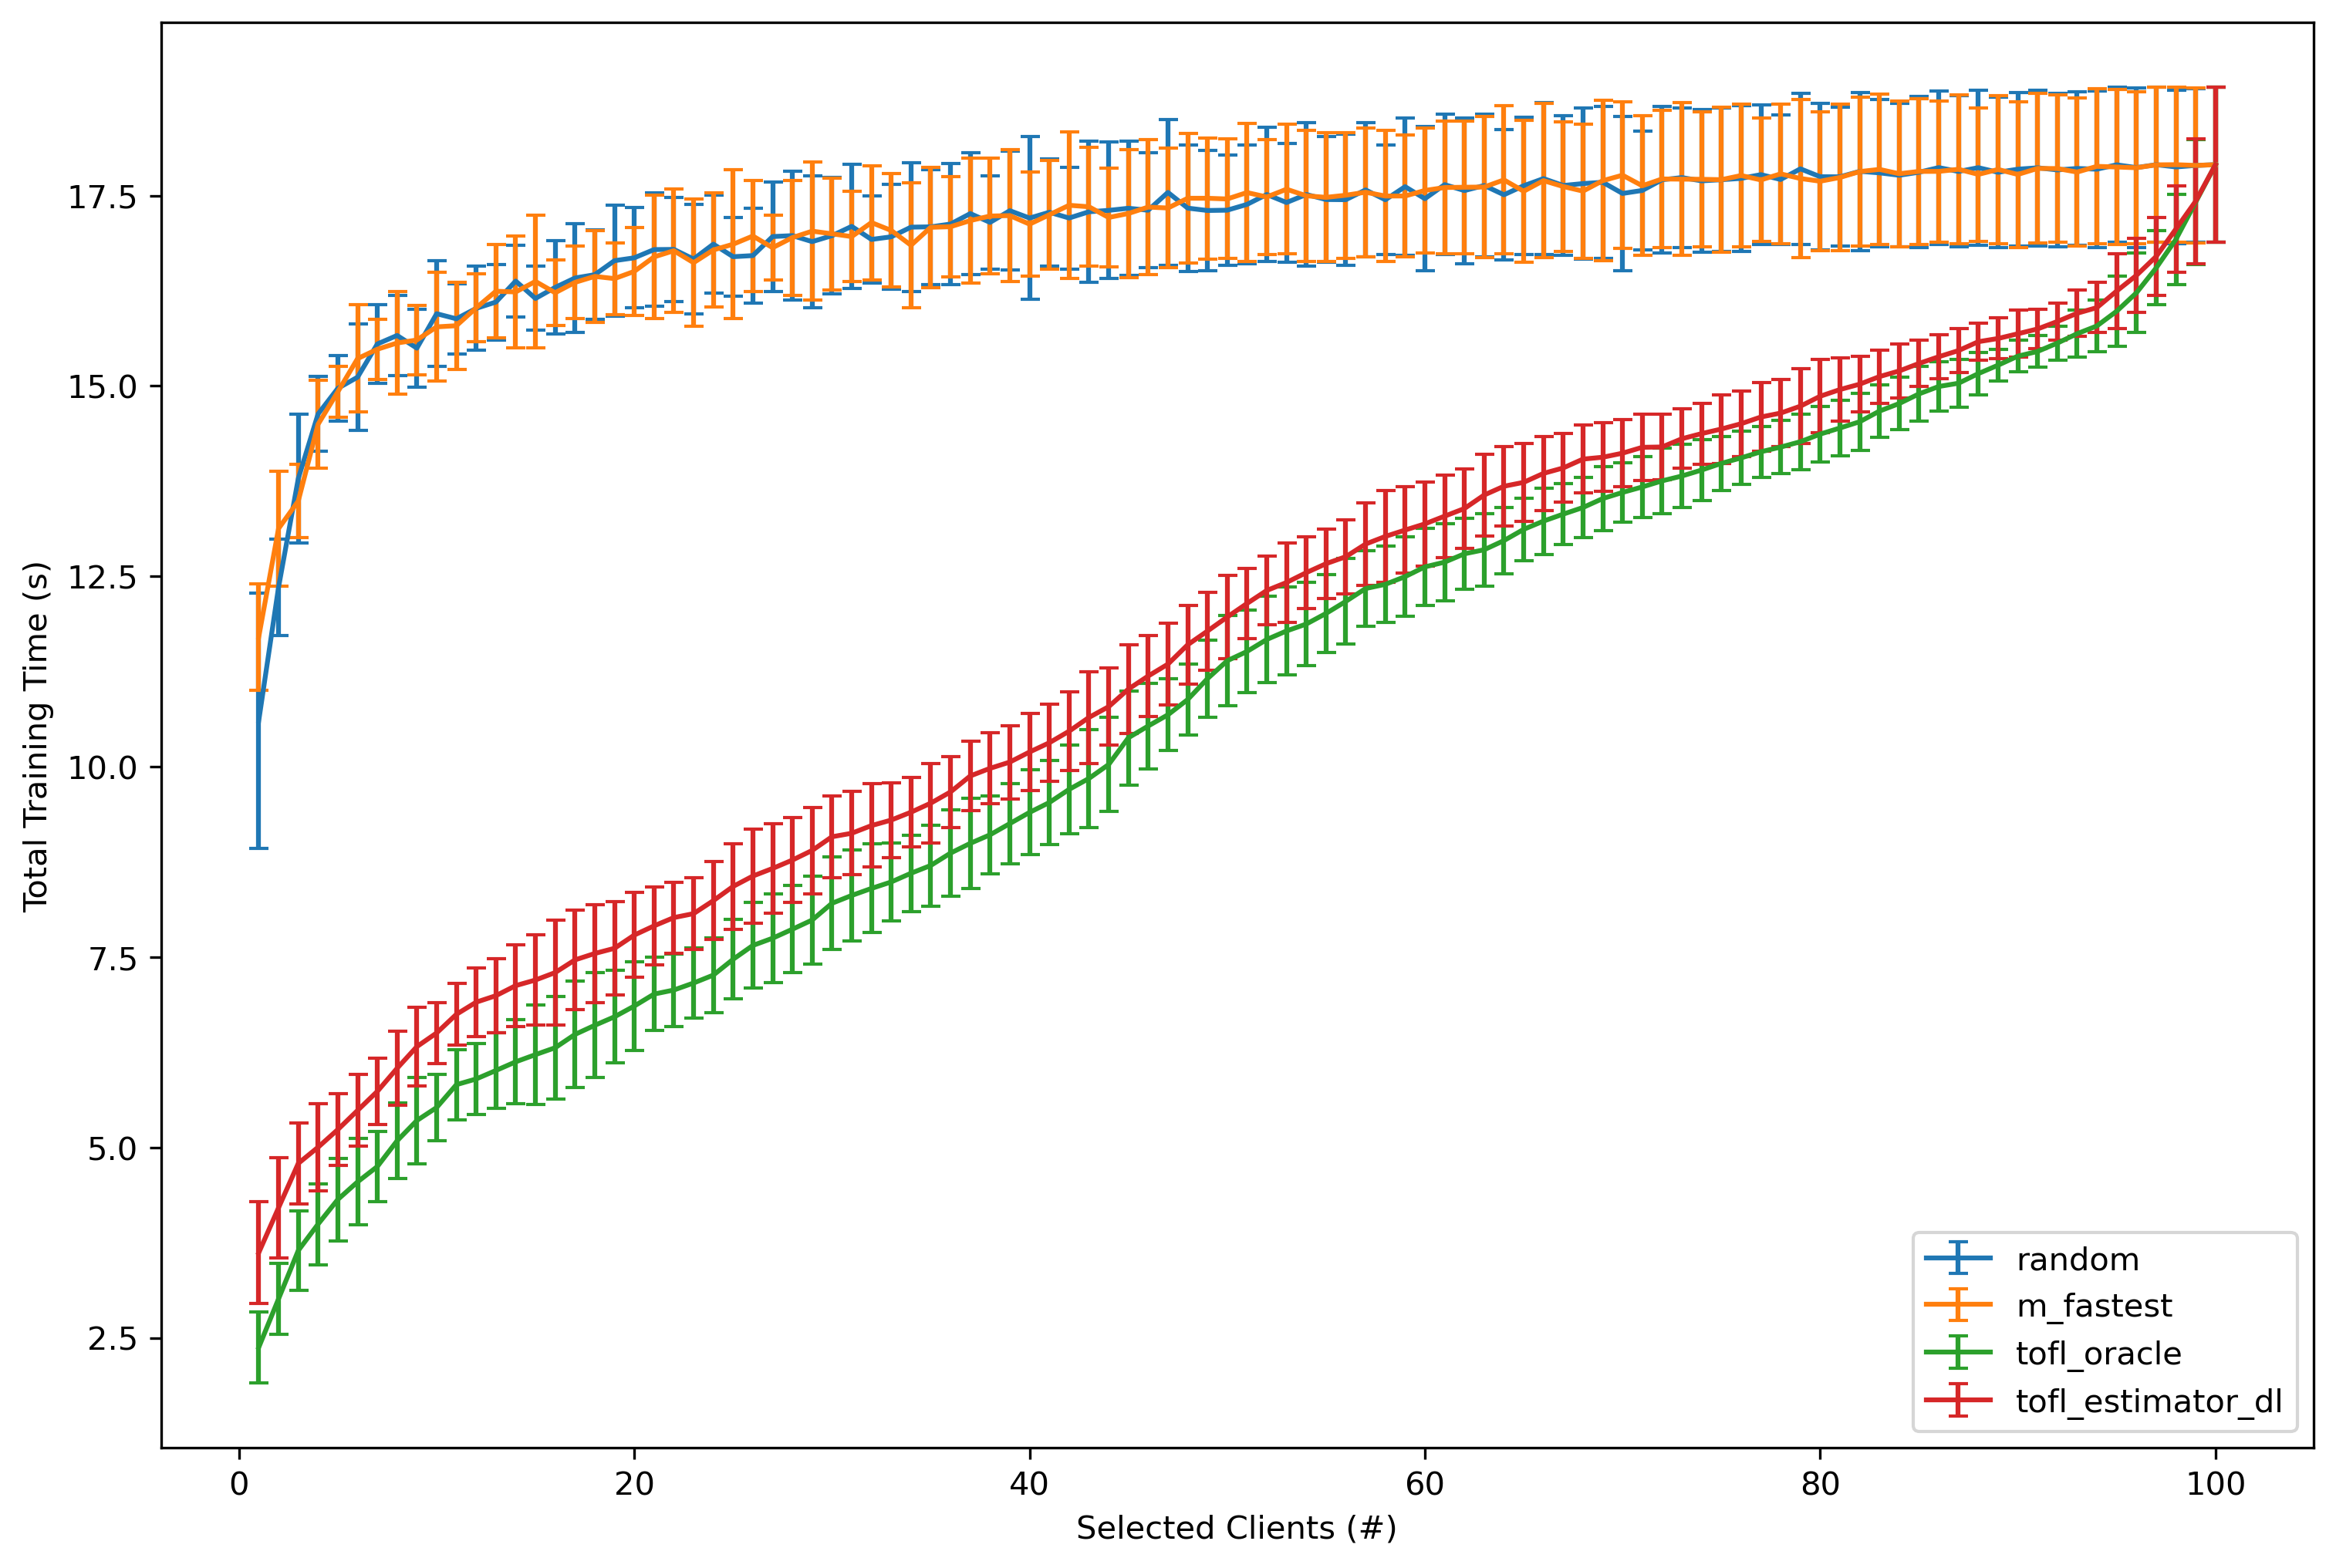 Total Training Time (s)
17.5
15.0
12.5
10.0
7.5
5.0
2.5
0
20
40
60
80
100
Selected Clients (#)
random
m_fastest
tofl_oracle
tofl_estimator_dl